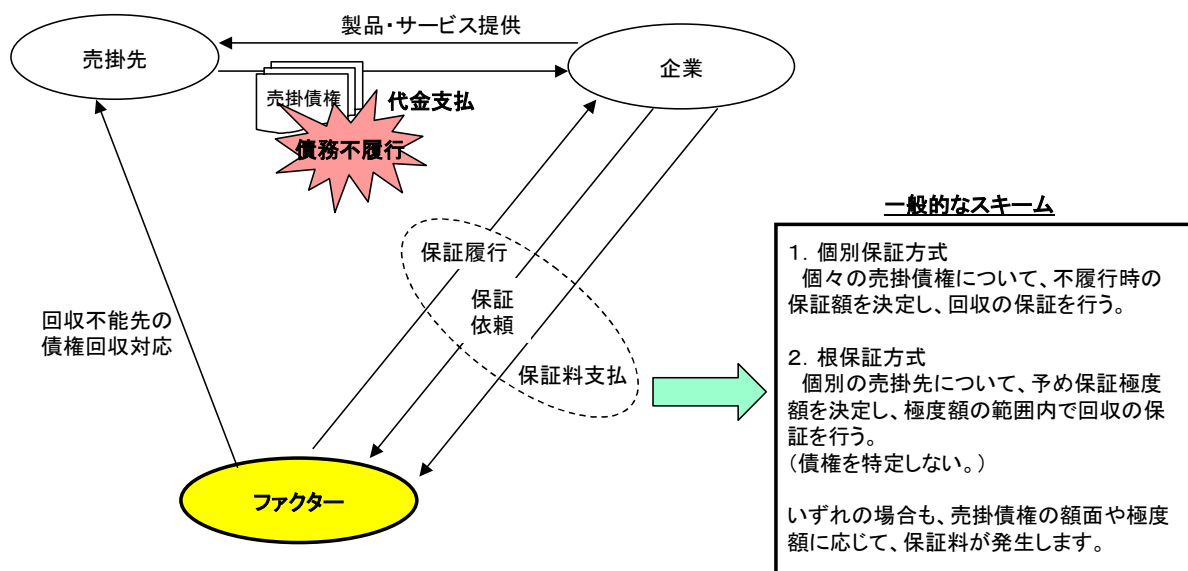 製品・サービス提供
売掛先
企業
売掛債権
代金支払
債務不履行
一般的なスキーム
保証履行
保証
依頼
保証料支払
回収不能先の
債権回収対応
ファクター
1．個別保証方式
個々の売掛債権について、不履行時の
保証額を決定し、回収の保証を行う。
2．根保証方式
個別の売掛先について、予め保証極度
額を決定し、極度額の範囲内で回収の保
証を行う。
（債権を特定しない。）
いずれの場合も、売掛債権の額面や極度
額に応じて、保証料が発生します。